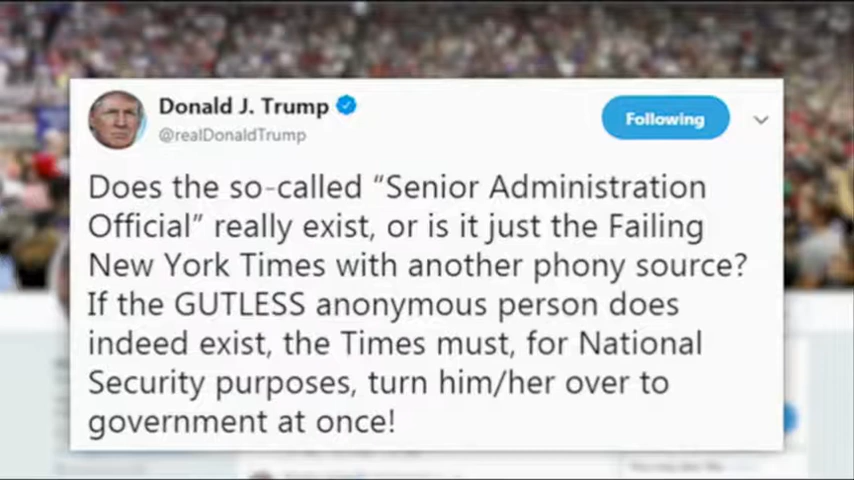 Donald J. Trump
Following
@realDonaldTrump
Does the so-called “Senior Administration
Official” really exist, or is it just the Failing
New York Times with another phony source?
If the GUTLESS anonymous person does
indeed exist, the Times must, for National
Security purposes, turn him/her over to
government at once!